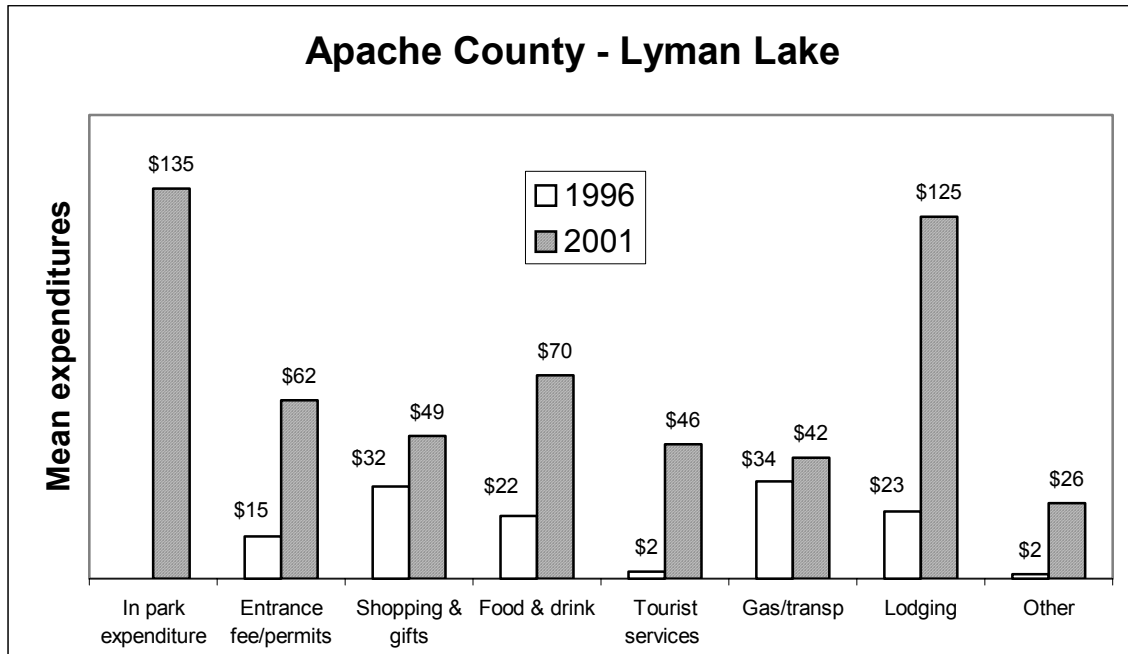 Apache County - Lyman Lake
Mean expenditures
1996
2001
$135
$15
$62
$32
$49
$22
$70
$2
$46
$34
$42
$23
$125
$2
$26
In park
expenditure
Entrance
fee/permits
Shopping &
gifts
Food & drink
Tourist
services
Gas/transp
Lodging
Other